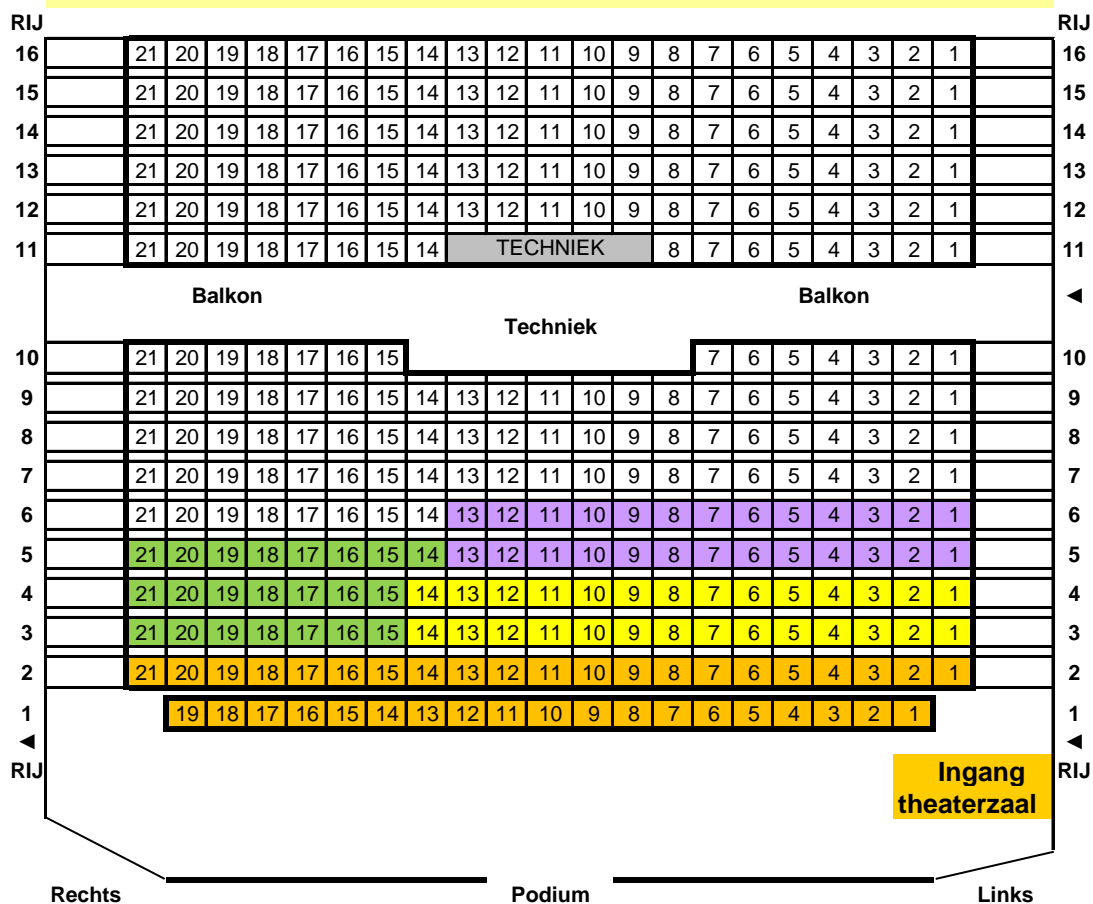 RIJ RIJ
16 21 20 19 18 17 16 15 14 13 12 11 10 9 8 7 6 5 4 3 2 1 16
15 21 20 19 18 17 16 15 14 13 12 11 10 9 8 7 6 5 4 3 2 1 15
14 21 20 19 18 17 16 15 14 13 12 11 10 9 8 7 6 5 4 3 2 1 14
13 21 20 19 18 17 16 15 14 13 12 11 10 9 8 7 6 5 4 3 2 1 13
12 21 20 19 18 17 16 15 14 13 12 11 10 9 8 7 6 5 4 3 2 1 12
11 21 20 19 18 17 16 15 14 TECHNIEK 8 7 6 5 4 3 2 1 11
Balkon Balkon ◄
Techniek
10 21 20 19 18 17 16 15 7 6 5 4 3 2 1 10
9 21 20 19 18 17 16 15 14 13 12 11 10 9 8 7 6 5 4 3 2 1 9
8 21 20 19 18 17 16 15 14 13 12 11 10 9 8 7 6 5 4 3 2 1 8
7 21 20 19 18 17 16 15 14 13 12 11 10 9 8 7 6 5 4 3 2 1 7
6 21 20 19 18 17 16 15 14 13 12 11 10 9 8 7 6 5 4 3 2 1 6
5 21 20 19 18 17 16 15 14 13 12 11 10 9 8 7 6 5 4 3 2 1 5
4 21 20 19 18 17 16 15 14 13 12 11 10 9 8 7 6 5 4 3 2 1 4
3 21 20 19 18 17 16 15 14 13 12 11 10 9 8 7 6 5 4 3 2 1 3
2 21 20 19 18 17 16 15 14 13 12 11 10 9 8 7 6 5 4 3 2 1 2
1 19 18 17 16 15 14 13 12 11 10 9 8 7 6 5 4 3 2 1 1
◄ ◄
RIJ Ingang RIJ
theaterzaal
Rechts Podium Links